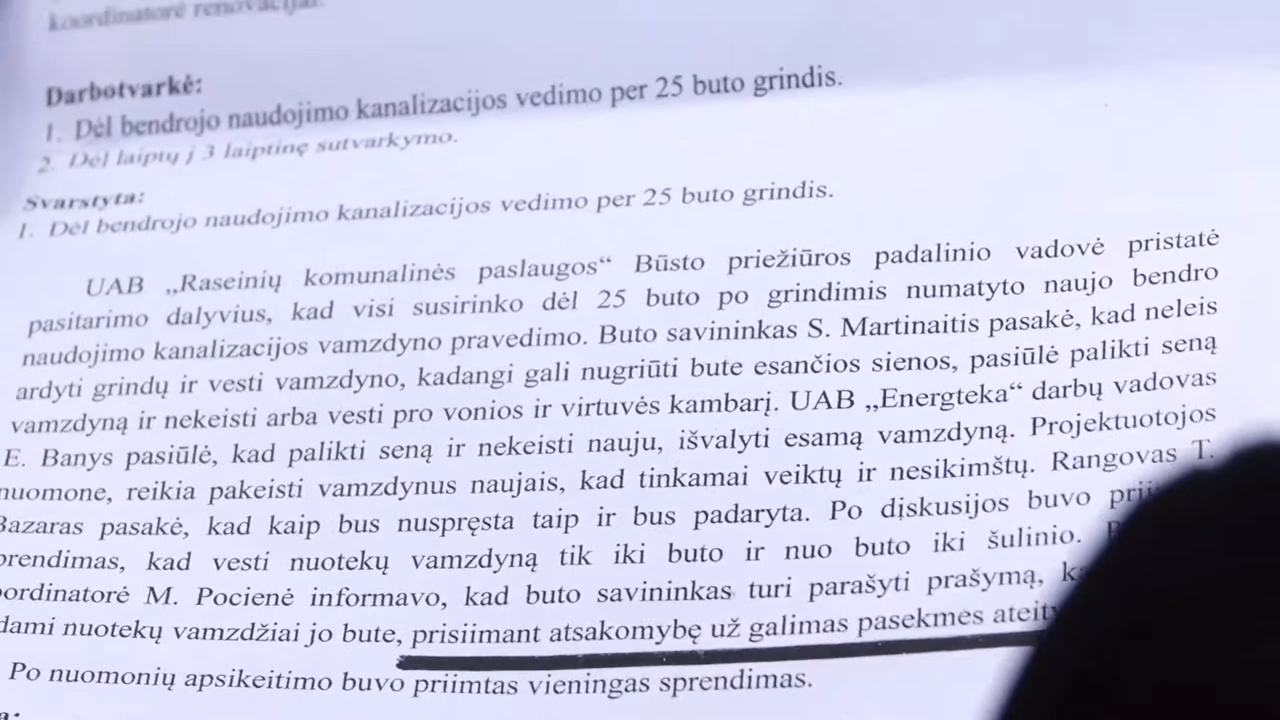 koordinatorė renovacijai.
Darbotvarkė:
1. Dėl bendrojo naudojimo kanalizacijos vedimo per 25 buto grindis.
2. Dėl laiptų į 3 laiptinę sutvarkymo.
Svarstyta:
1. Dėl bendrojo naudojimo kanalizacijos vedimo per 25 buto grindis.
UAB „Raseinių komunalinės paslaugos“ Būsto priežiūros padalinio vadovė pristatė
pasitarimo dalyvius, kad visi susirinko dėl 25 buto po grindimis numatyto naujo bendro
naudojimo kanalizacijos vamzdyno pravedimo. Buto savininkas S. Martinaitis pasakė, kad neleis
ardyti grindų ir vesti vamzdyno, kadangi gali nugriūti bute esančios sienos, pasiūlė palikti seną
vamzdyną ir nekeisti arba vesti pro vonios ir virtuvės kambarį. UAB „Energteka“ darbų vadovas
E. Banys pasiūlė, kad palikti seną ir nekeisti nauju, išvalyti esamą vamzdyną. Projektuotojos
nuomone, reikia pakeisti vamzdynus naujais, kad tinkamai veiktų ir nesikimštų. Rangovas T.
Bazaras pasakė, kad kaip bus nuspręsta taip ir bus padaryta. Po diskusijos buvo
prendimas, kad vesti nuotekų vamzdyną tik iki buto ir nuo buto iki šulinio.
ordinatorė M. Pocienė informavo, kad buto savininkas turi parašyti prašymą,
dami nuotekų vamzdžiai jo bute, prisiimant atsakomybę už galimas pasekmes
Po nuomonių apsikeitimo buvo priimtas vieningas sprendimas.